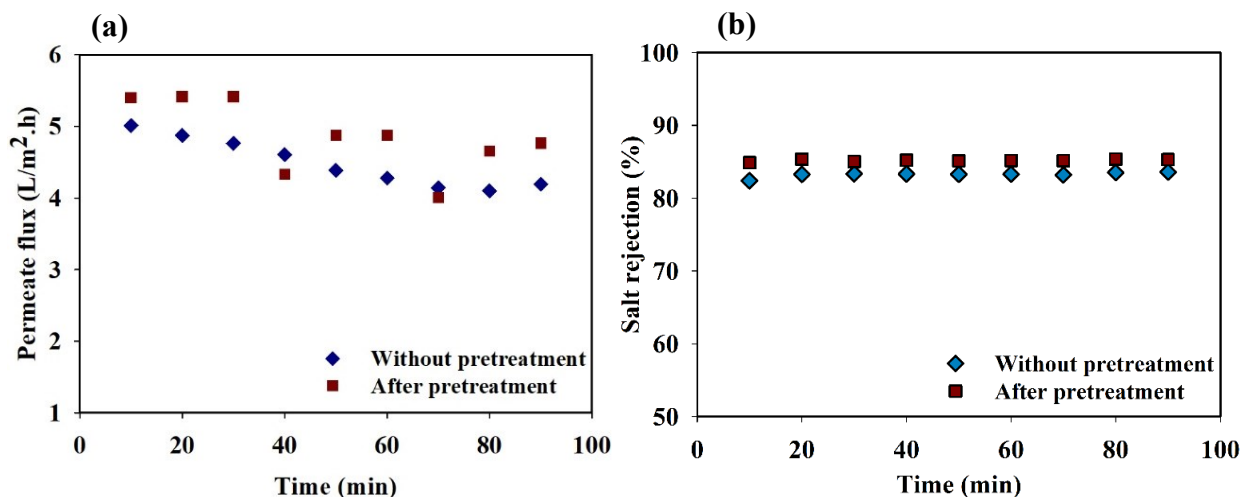 (a)
Permeate flux (L/m².h)
6
5
4
3
2
1
0
20
40
60
80
100
Time (min)
Without pretreatment
After pretreatment
(b)
Salt rejection (%)
100
90
80
70
60
50
0
20
40
60
80
100
Time (min)
Without pretreatment
After pretreatment